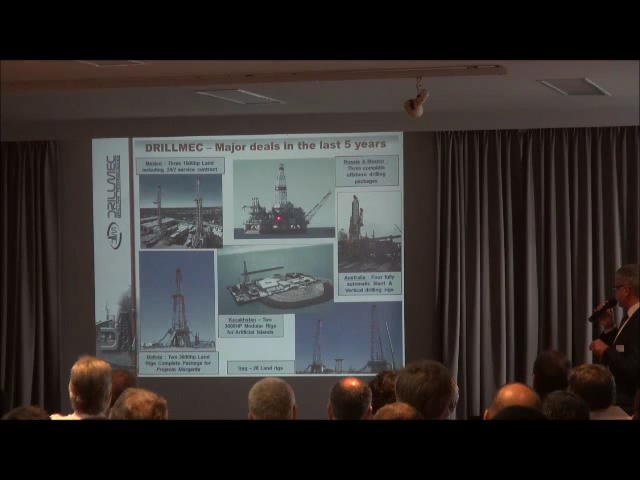 DRILLMEC – Major deals in the last 5 years
DRILLMEC
Mexico - Three 1500hp Land
including 24/7 service contract
Russia & Mexico
Three complete
offshore drilling
packages
Australia - Four fully
automatic Slant &
Vertical drilling rigs
Kazakhstan – Two
3000HP Modular Rigs
for Artificial Islands
Bolivia - Two 3000hp Land
Rigs Complete Package for
Proyecto Margarita
Iraq – 20 Land rigs